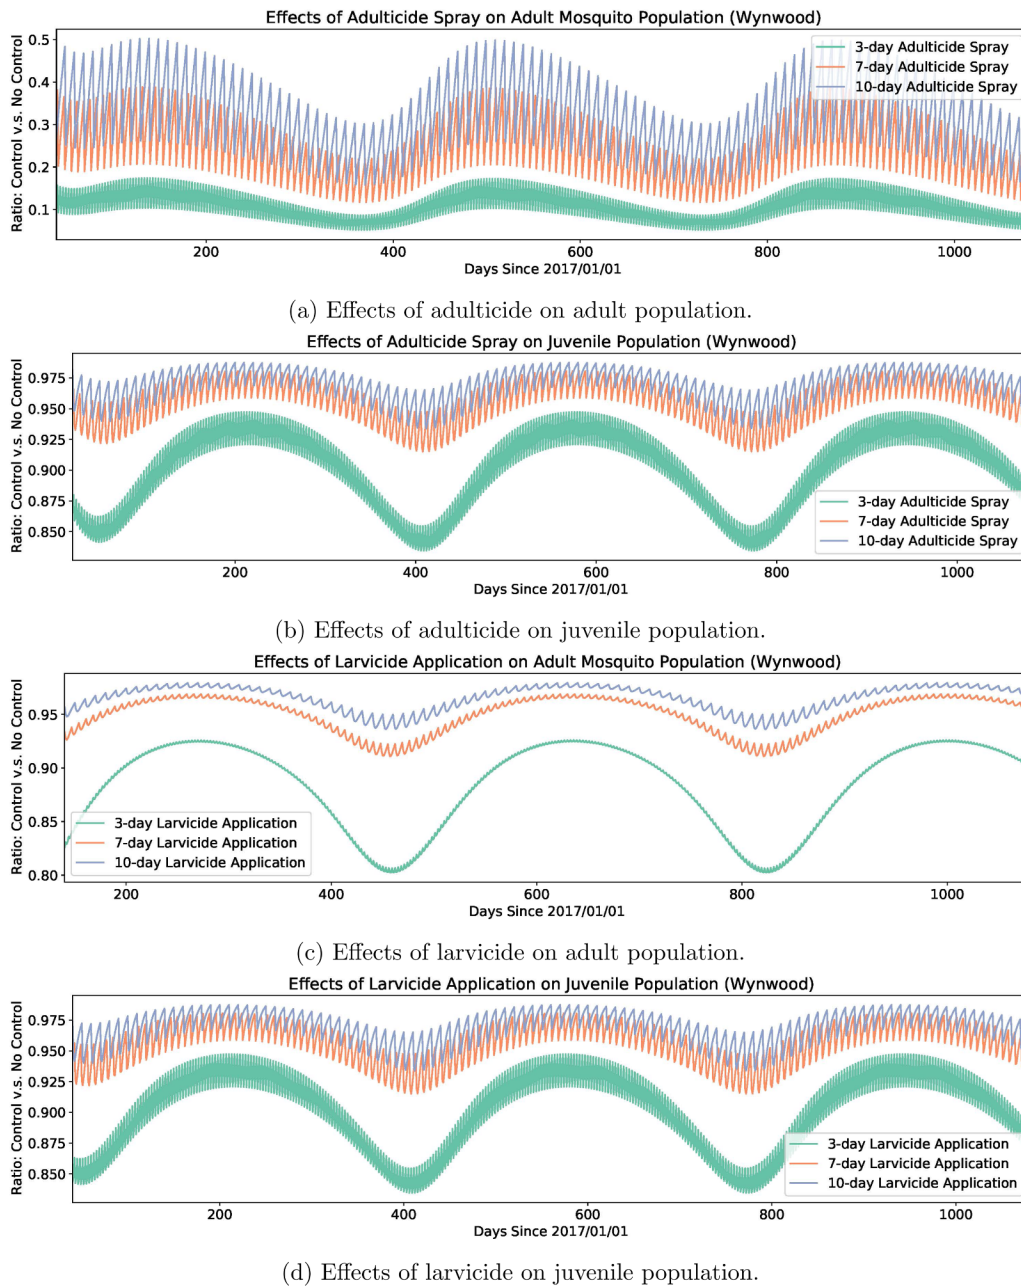 Effects of Adulticide Spray on Adult Mosquito Population (Wynwood)
Ratio: Control v.s. No Control
0.5
0.4
0.3
0.2
0.1
3-day Adulticide Spray
7-day Adulticide Spray
10-day Adulticide Spray
200 400 600 800 1000
Days Since 2017/01/01
(a) Effects of adulticide on adult population.
Effects of Adulticide Spray on Juvenile Population (Wynwood)
Ratio: Control v.s. No Control
0.975
0.950
0.925
0.900
0.875
0.850
3-day Adulticide Spray
7-day Adulticide Spray
10-day Adulticide Spray
200 400 600 800 1000
Days Since 2017/01/01
(b) Effects of adulticide on juvenile population.
Effects of Larvicide Application on Adult Mosquito Population (Wynwood)
Ratio: Control v.s. No Control
0.95
0.90
0.85
0.80
3-day Larvicide Application
7-day Larvicide Application
10-day Larvicide Application
200 400 600 800 1000
Days Since 2017/01/01
(c) Effects of larvicide on adult population.
Effects of Larvicide Application on Juvenile Population (Wynwood)
Ratio: Control v.s. No Control
0.975
0.950
0.925
0.900
0.875
0.850
3-day Larvicide Application
7-day Larvicide Application
10-day Larvicide Application
200 400 600 800 1000
Days Since 2017/01/01
(d) Effects of larvicide on juvenile population.